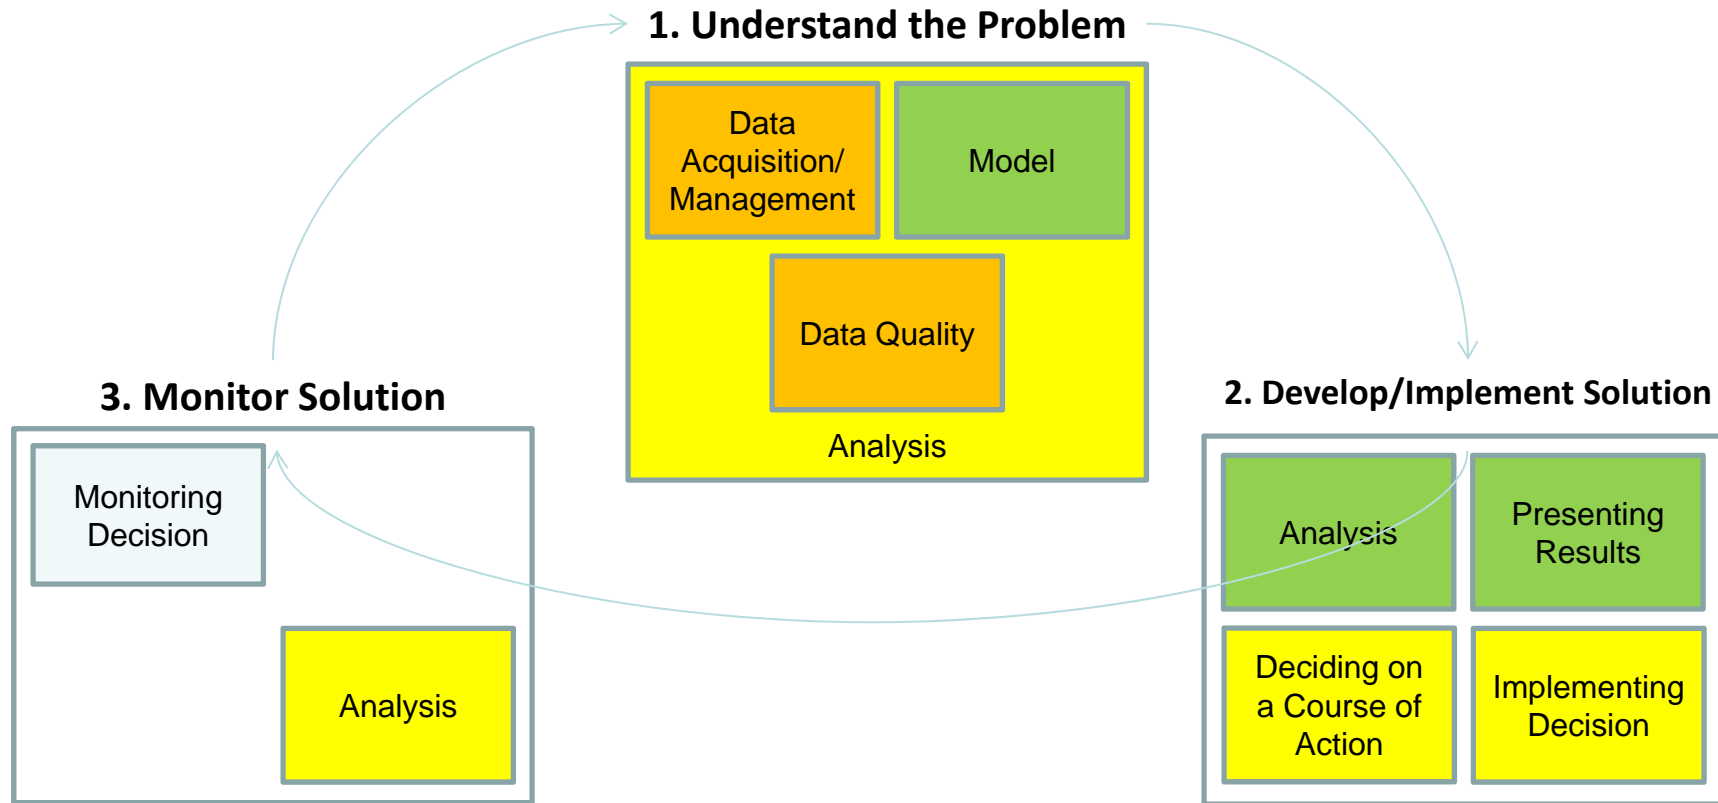 1. Understand the Problem
Data
Acquisition/
Management
Model
Data Quality
Analysis
2. Develop/Implement Solution
Analysis
Presenting
Results
Deciding on
a Course of
Action
Implementing
Decision
3. Monitor Solution
Monitoring
Decision
Analysis